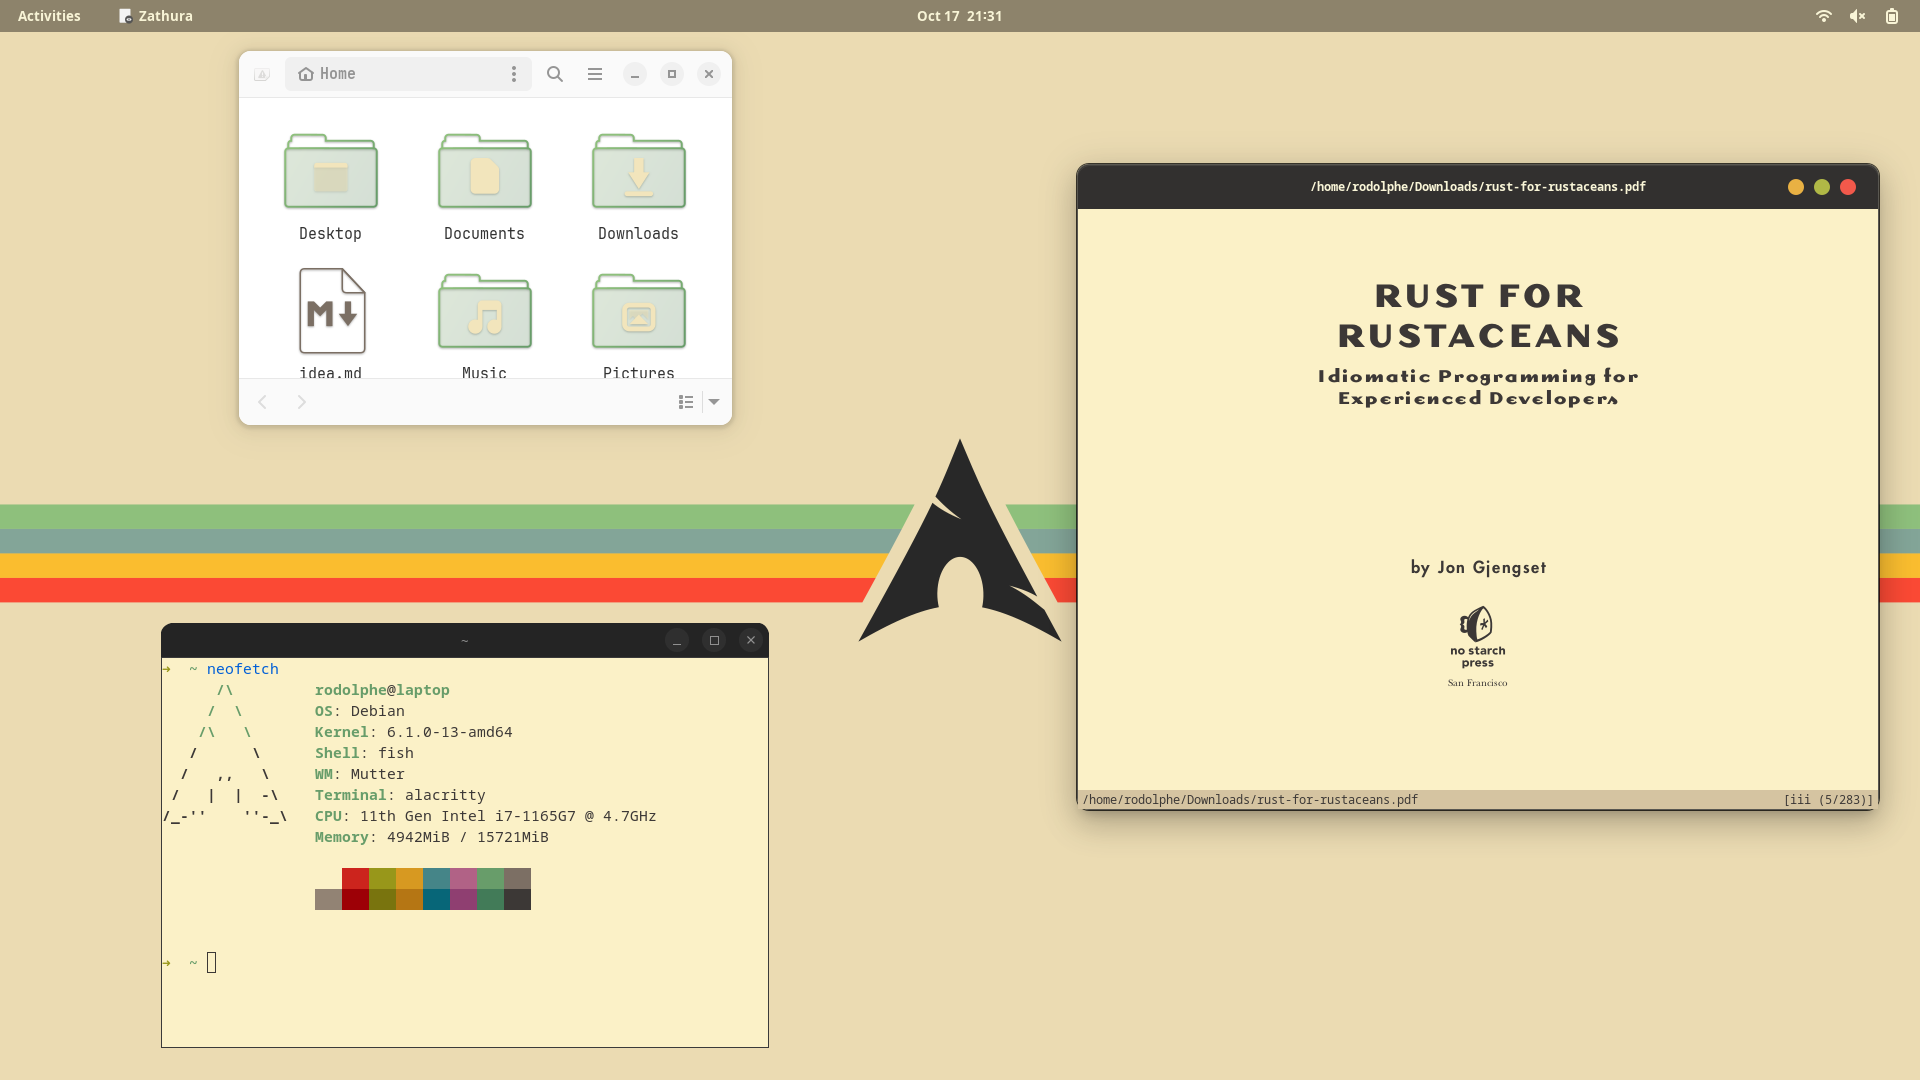 Activities
Zathura
Oct 17 21:31
Home
Desktop
Documents
Downloads
idea.md
Music
Pictures
/home/rodolphe/Downloads/rust-for-rustaceans.pdf
RUST FOR
RUSTACEANS
Idiomatic Programming for
Experienced Developers
by Jon Gjengset
no starch
press
San Francisco
/home/rodolphe/Downloads/rust-for-rustaceans.pdf
[iii (5/283)]
~
→ ~ neofetch
/\ rodolphe@laptop
/ \ OS: Debian
/\ \ Kernel: 6.1.0-13-amd64
/ \ Shell: fish
/ ,, \ WM: Mutter
/ | | -\ Terminal: alacritty
/_-'' ''-_\ CPU: 11th Gen Intel i7-1165G7 @ 4.7GHz
Memory: 4942MiB / 15721MiB
→ ~